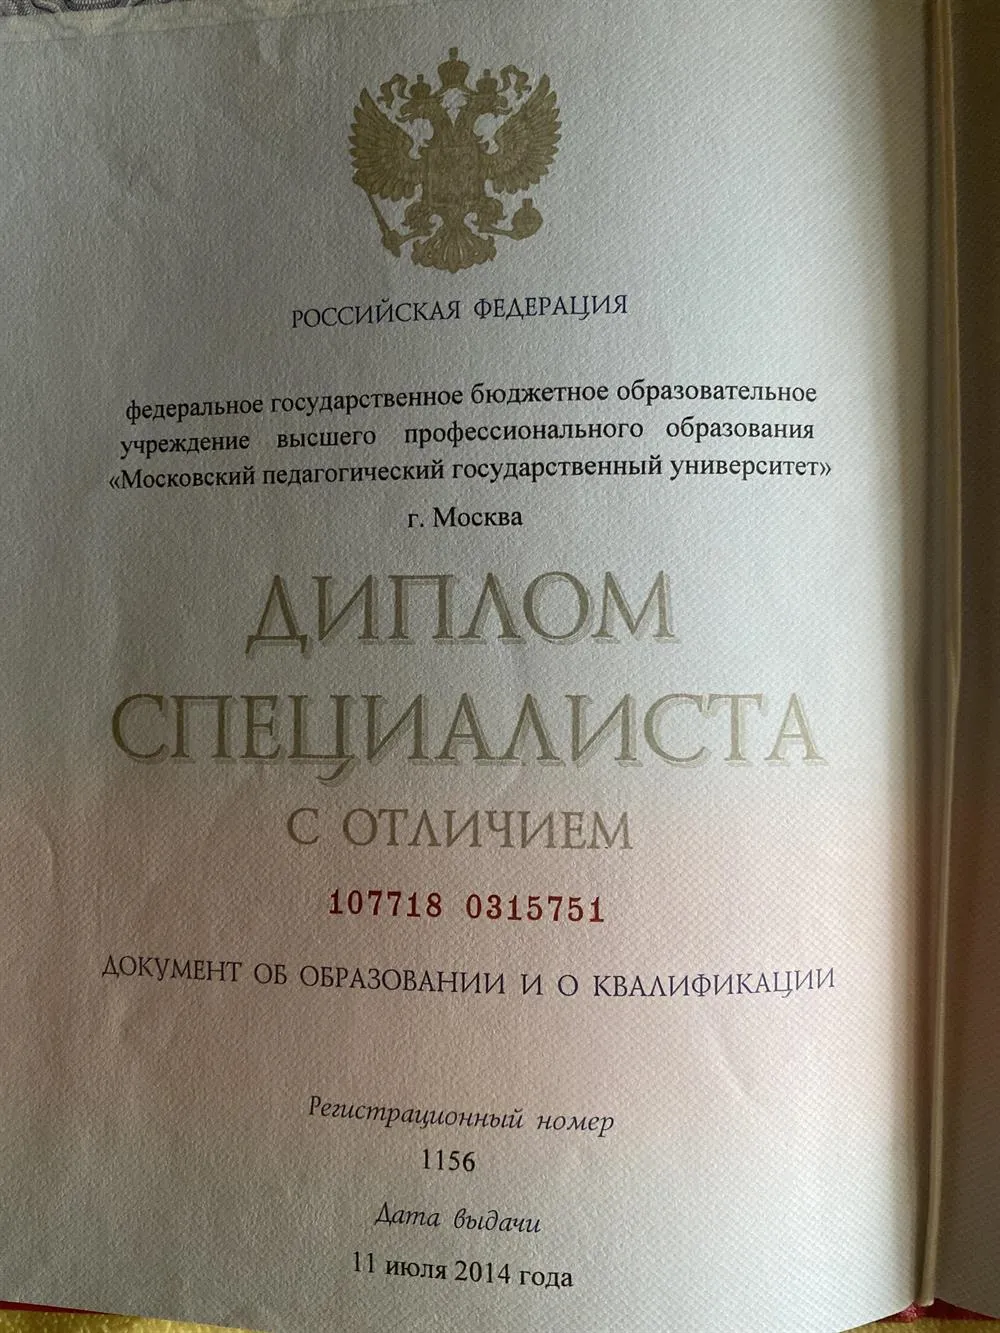 РОССИЙСКАЯ ФЕДЕРАЦИЯ
федеральное государственное бюджетное образовательное
учреждение высшего профессионального образования
«Московский педагогический государственный университет»
г. Москва
ДИПЛОМ
СПЕЦИАЛИСТА
С ОТЛИЧИЕМ
107718 0315751
ДОКУМЕНТ ОБ ОБРАЗОВАНИИ И О КВАЛИФИКАЦИИ
Регистрационный номер
1156
Дата выдачи
11 июля 2014 года